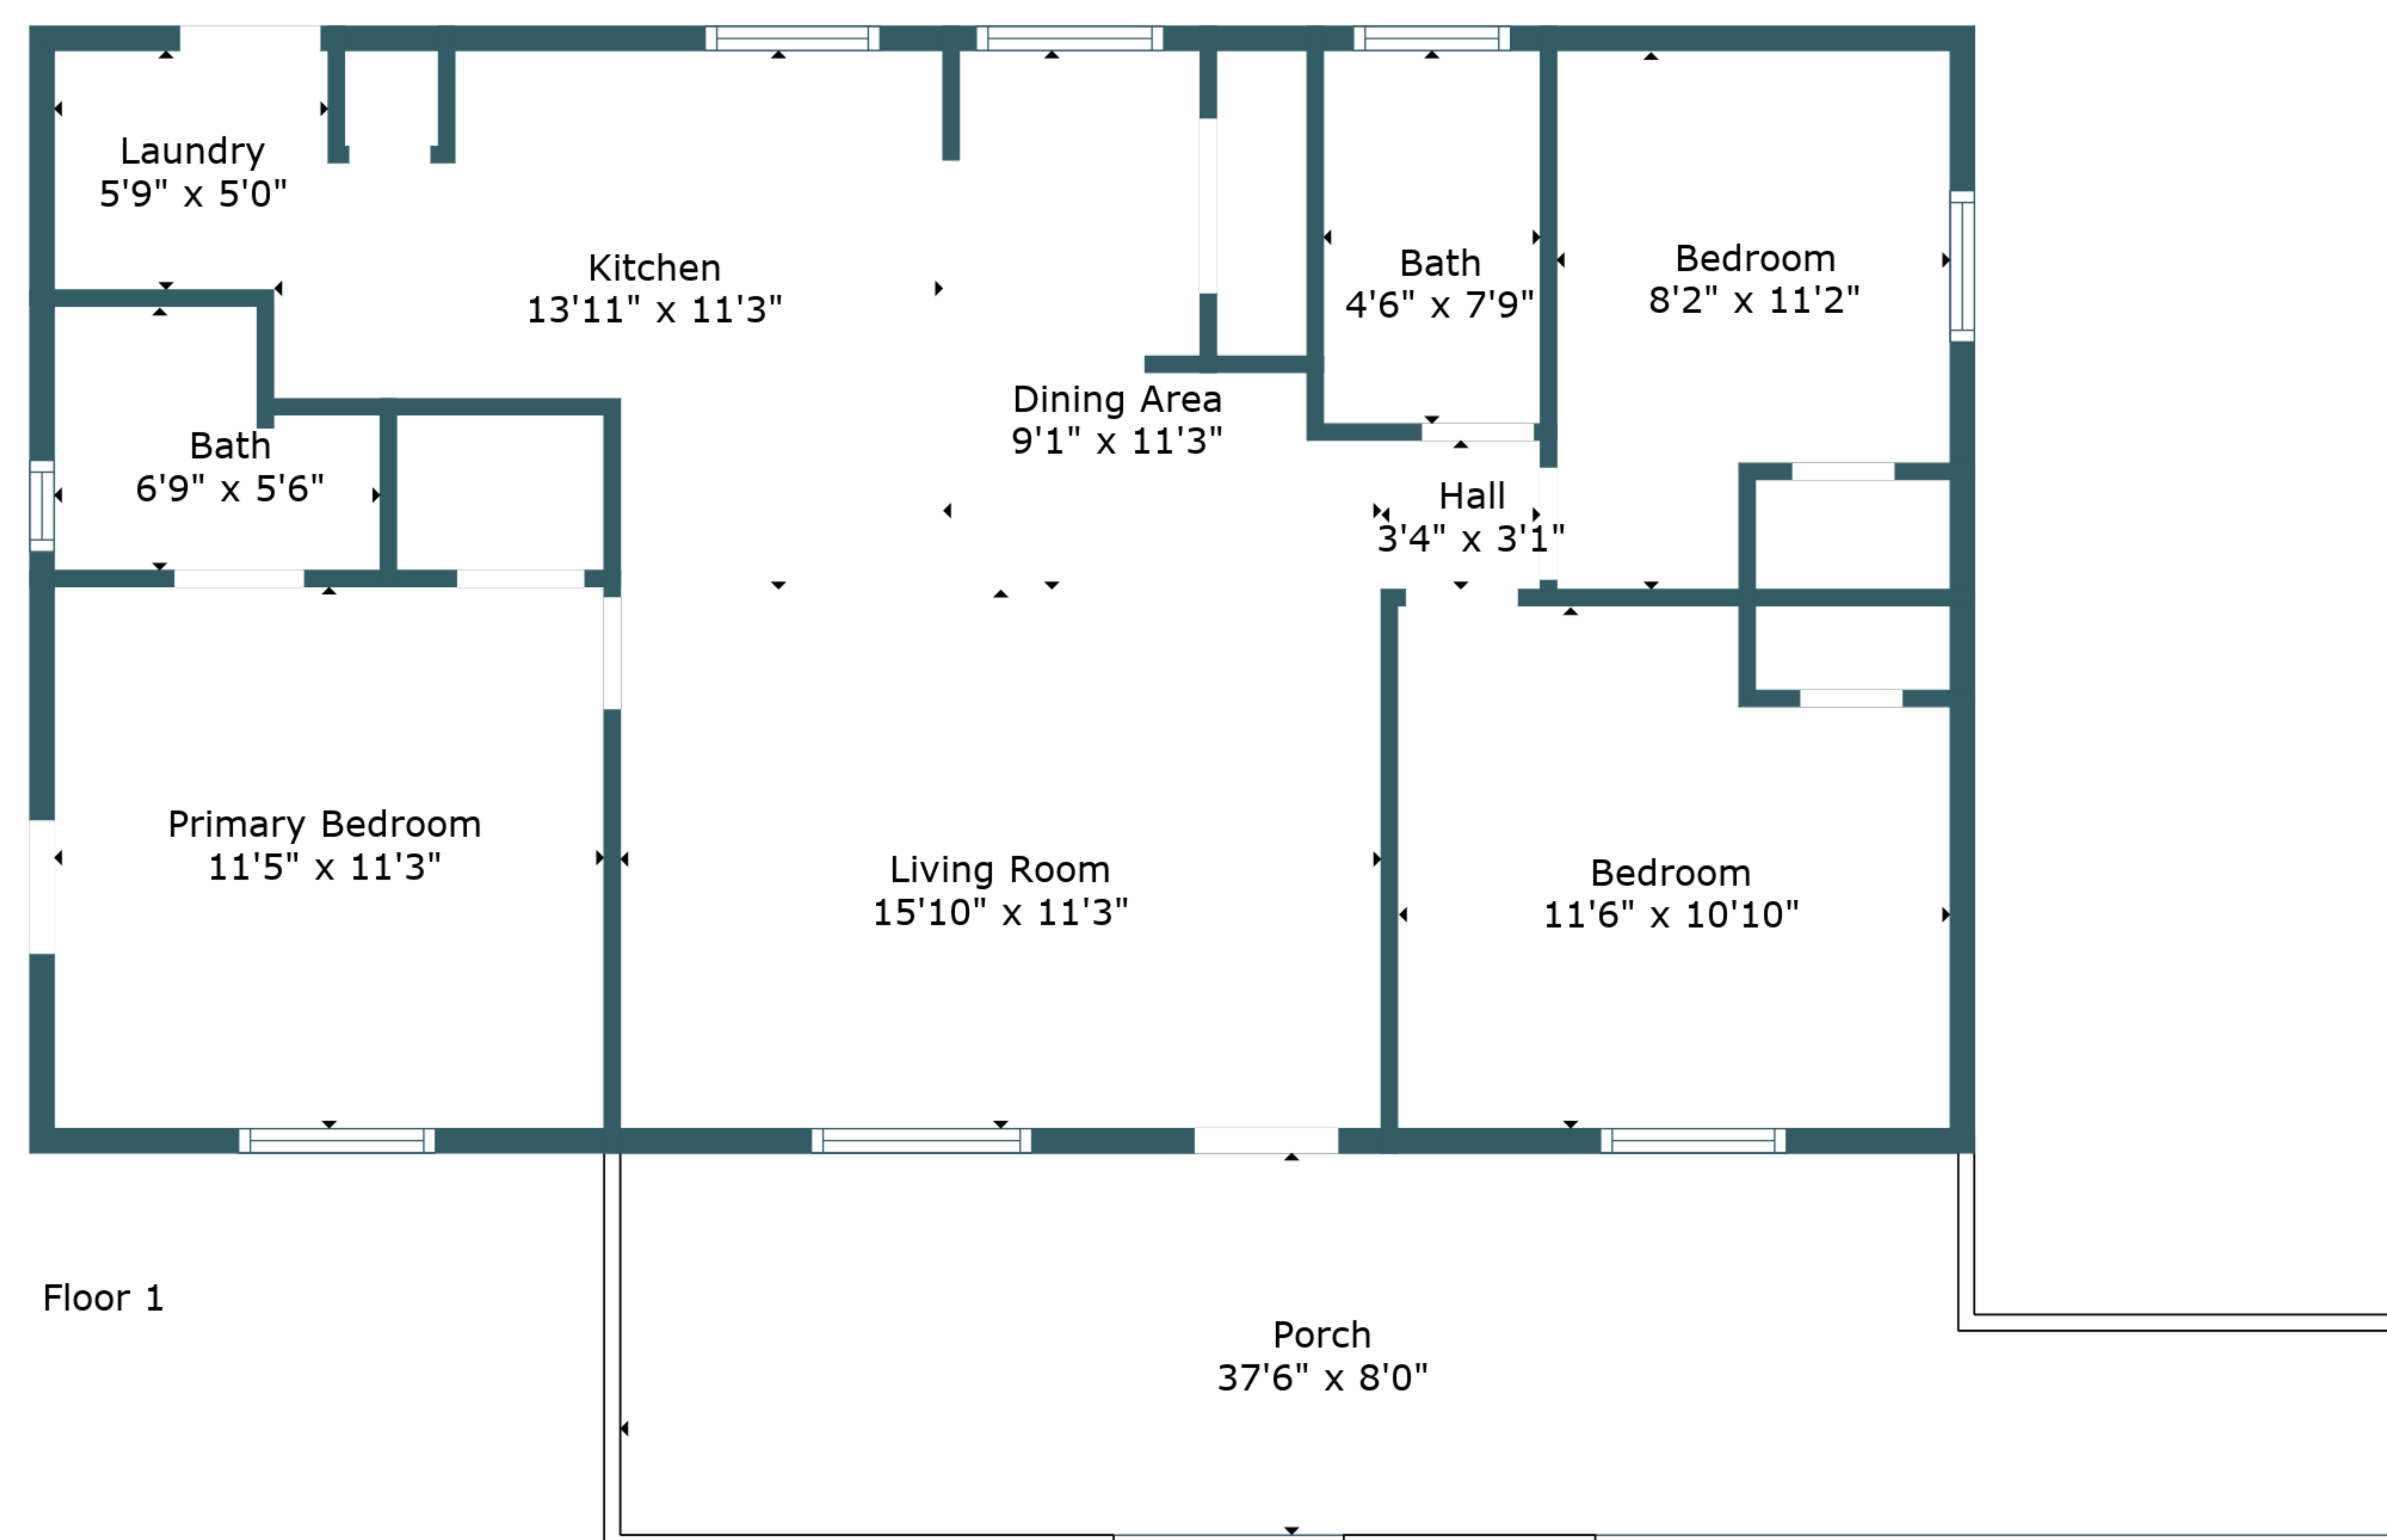 Laundry
5'9" x 5'0"
Kitchen
13'11" x 11'3"
Bath
4'6" x 7'9"
Bedroom
8'2" x 11'2"
Dining Area
9'1" x 11'3"
Bath
6'9" x 5'6"
Hall
3'4" x 3'1"
Primary Bedroom
11'5" x 11'3"
Living Room
15'10" x 11'3"
Bedroom
11'6" x 10'10"
Floor 1
Porch
37'6" x 8'0"